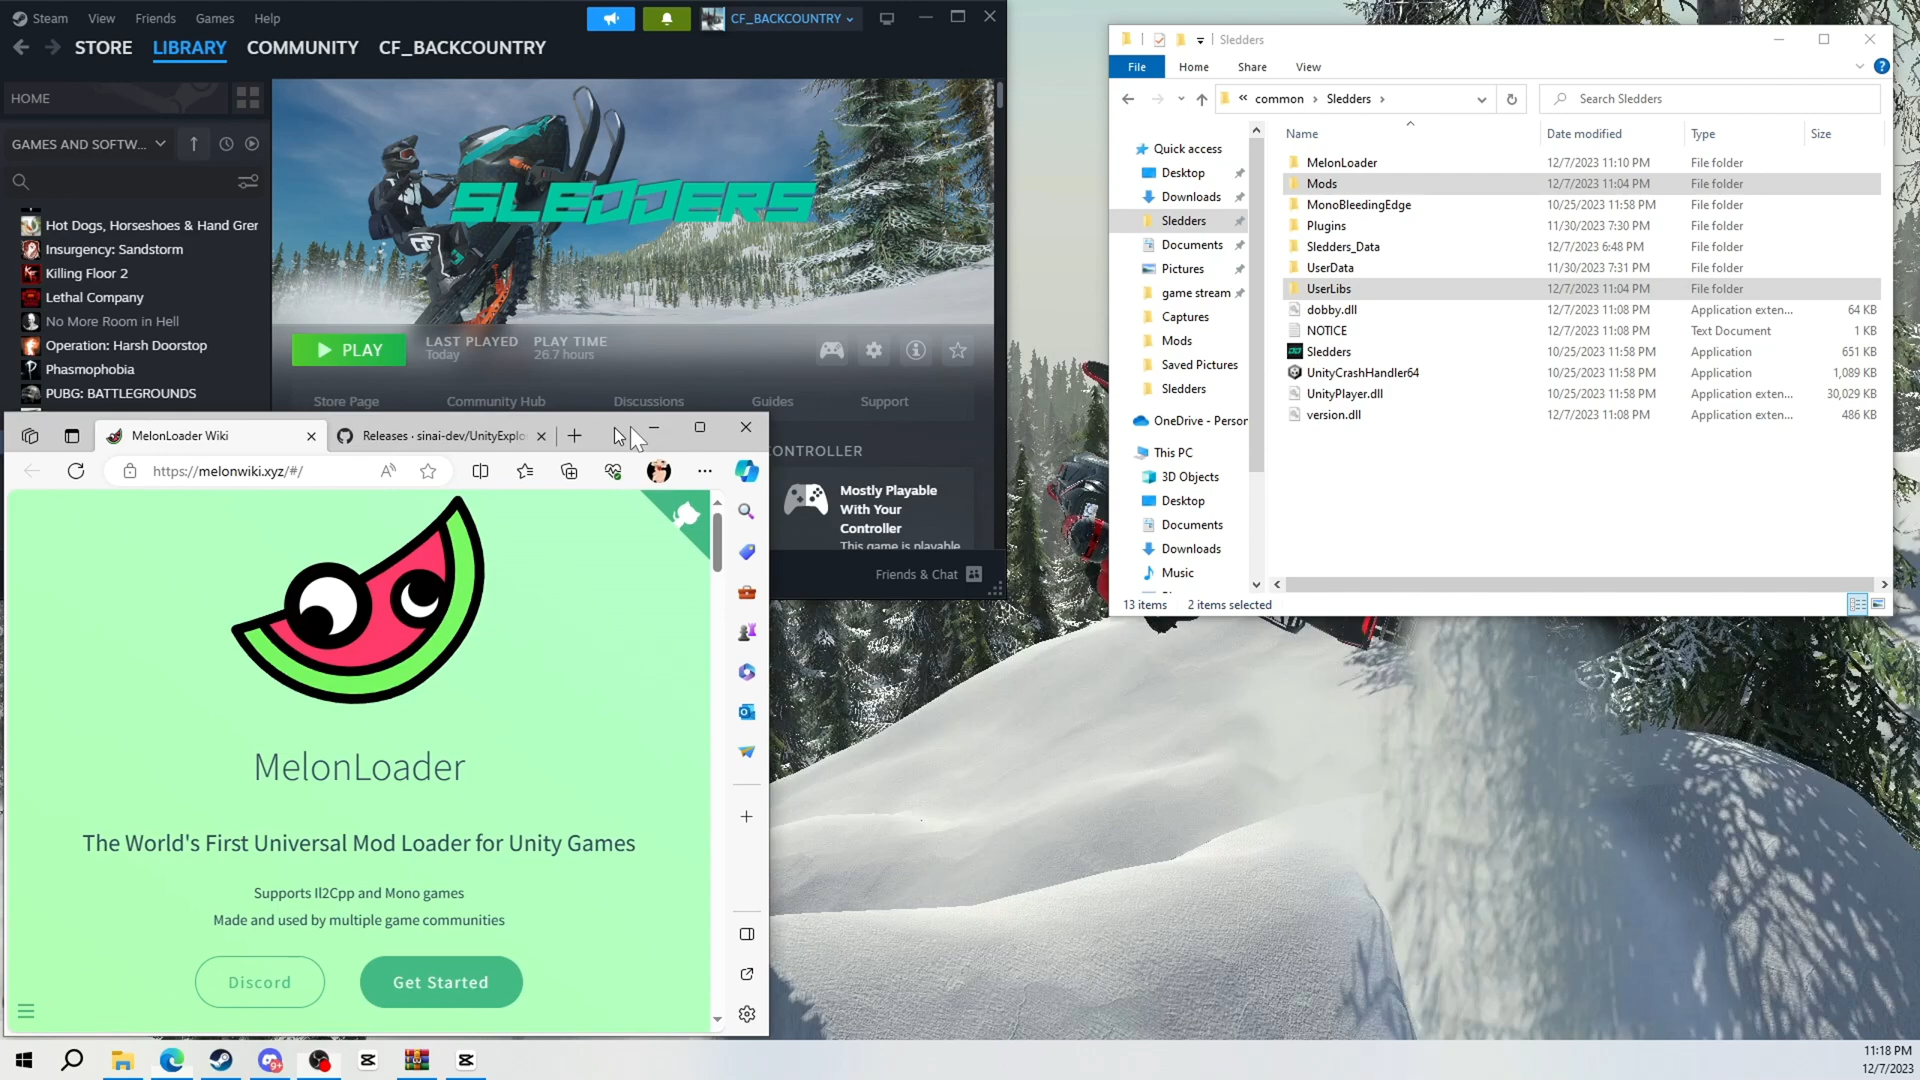 Steam View Friends Games Help CF_BACKCOUNTRY
STORE LIBRARY COMMUNITY CF_BACKCOUNTRY
HOME
GAMES AND SOFTW...
Hot Dogs, Horseshoes & Hand Gren
Insurgency: Sandstorm
Killing Floor 2
Lethal Company
No More Room in Hell
Operation: Harsh Doorstop
Phasmophobia
PUBG: BATTLEGROUNDS
SLEDDERS
PLAY
LAST PLAYED
Today
PLAY TIME
26.7 hours
Store Page Community Hub Discussions Guides Support
CONTROLLER
Mostly Playable
With Your
Controller
This game is playable
Friends & Chat
MelonLoader Wiki Releases · sinai-dev/UnityExplo
https://melonwiki.xyz/#/
MelonLoader
The World's First Universal Mod Loader for Unity Games
Supports Il2Cpp and Mono games
Made and used by multiple game communities
Discord Get Started
Sledders
File Home Share View
« common › Sledders ›
Search Sledders
Quick access
Desktop
Downloads
Sledders
Documents
Pictures
game stream
Captures
Mods
Saved Pictures
Sledders
OneDrive - Person
This PC
3D Objects
Desktop
Documents
Downloads
Music
Name Date modified Type Size
MelonLoader 12/7/2023 11:10 PM File folder
Mods 12/7/2023 11:04 PM File folder
MonoBleedingEdge 10/25/2023 11:58 PM File folder
Plugins 11/30/2023 7:30 PM File folder
Sledders_Data 12/7/2023 6:48 PM File folder
UserData 11/30/2023 7:31 PM File folder
UserLibs 12/7/2023 11:04 PM File folder
dobby.dll 12/7/2023 11:08 PM Application exten... 64 KB
NOTICE 12/7/2023 11:08 PM Text Document 1 KB
Sledders 10/25/2023 11:58 PM Application 651 KB
UnityCrashHandler64 10/25/2023 11:58 PM Application 1,089 KB
UnityPlayer.dll 10/25/2023 11:58 PM Application exten... 30,029 KB
version.dll 12/7/2023 11:08 PM Application exten... 486 KB
13 items 2 items selected
9+
11:18 PM
12/7/2023